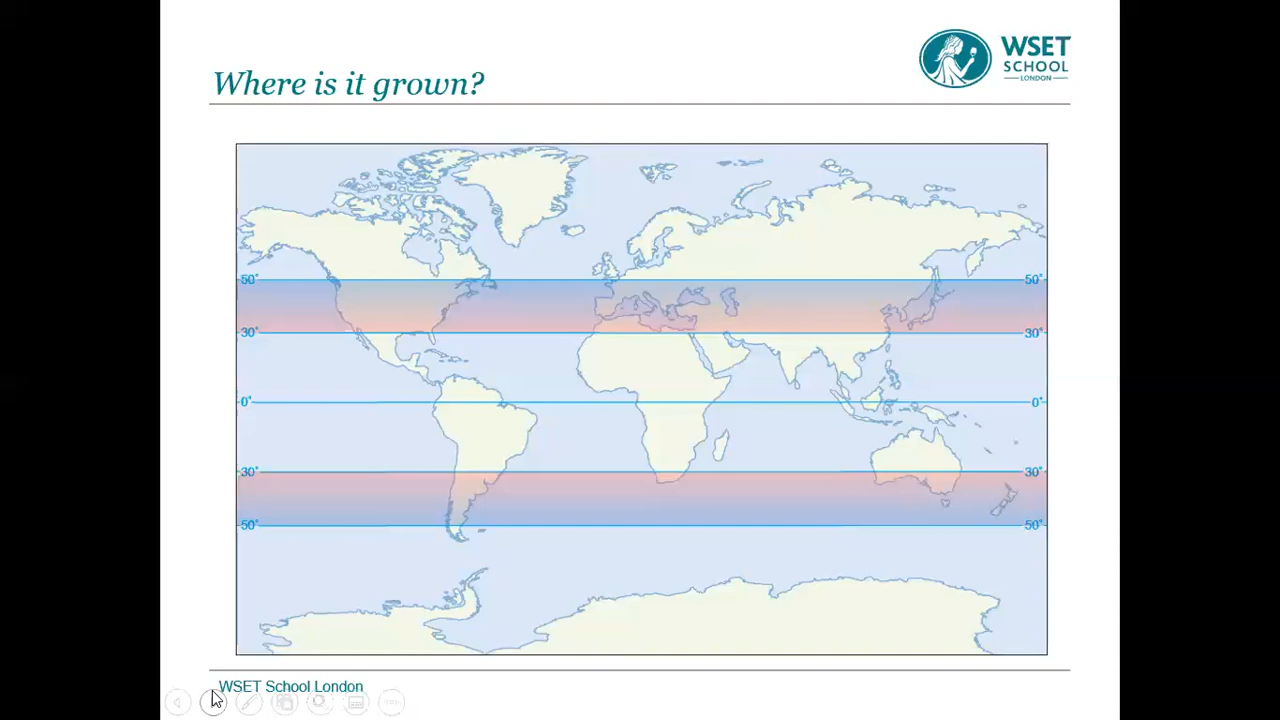 WSET
SCHOOL
LONDON
Where is it grown?
50° 50°
30° 30°
0° 0°
30° 30°
50° 50°
WSET School London